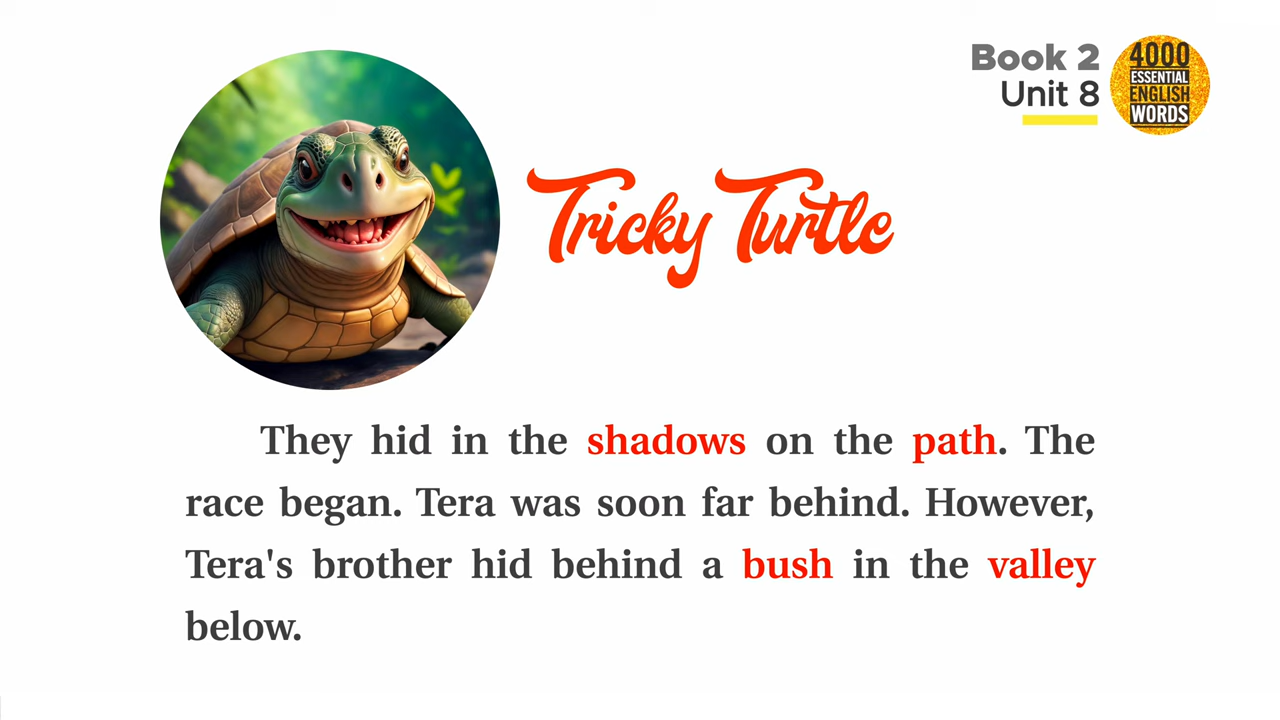 Book 2
Unit 8
4000
ESSENTIAL
ENGLISH
WORDS
Tricky Turtle
They hid in the shadows on the path. The
race began. Tera was soon far behind. However,
Tera's brother hid behind a bush in the valley
below.